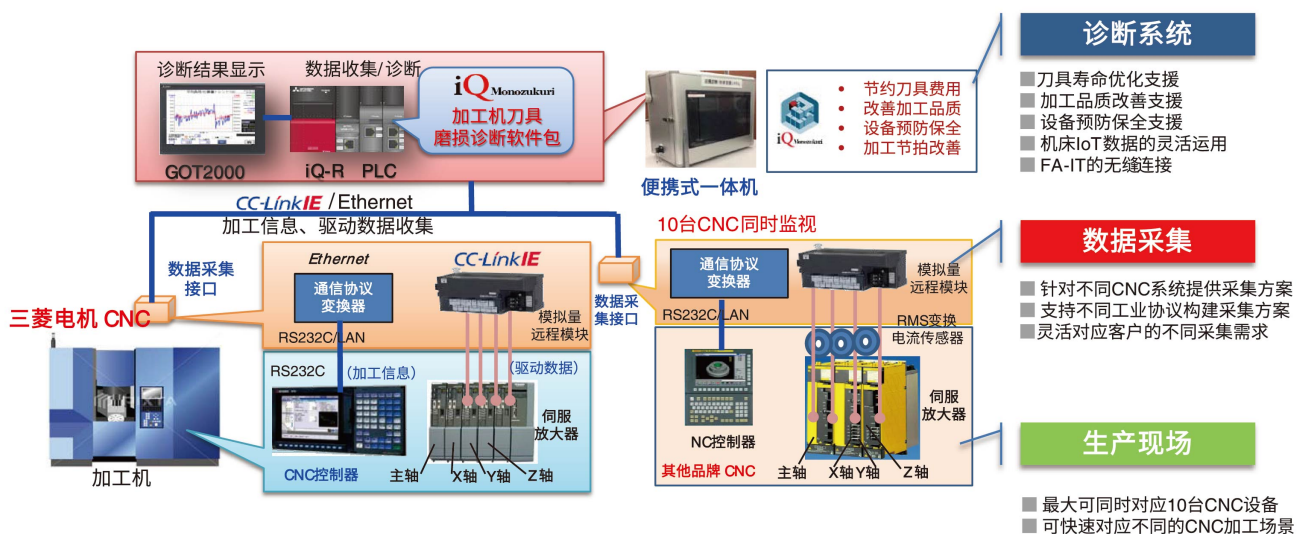 诊断结果显示
数据收集/诊断
iQ Monozukuri
加工机刀具
磨损诊断软件包
GOT2000
iQ-R PLC
便携式一体机
iQ Monozukuri
• 节约刀具费用
• 改善加工品质
• 设备预防保全
• 加工节拍改善
诊断系统
■刀具寿命优化支援
■加工品质改善支援
■设备预防保全支援
■机床IoT数据的灵活运用
■FA-IT的无缝连接
CC-Link IE / Ethernet
加工信息、驱动数据收集
数据采集
接口
三菱电机 CNC
加工机
Ethernet
CC-Link IE
通信协议
变换器
模拟量
远程模块
RS232C/LAN
RS232C
(加工信息)
(驱动数据)
伺服
放大器
CNC控制器
主轴
X轴
Y轴
Z轴
数据采
集接口
10台CNC同时监视
通信协议
变换器
模拟量
远程模块
RS232C/LAN
RMS变换
电流传感器
NC控制器
伺服
放大器
其他品牌 CNC
主轴
X轴
Y轴
Z轴
数据采集
■针对不同CNC系统提供采集方案
■支持不同工业协议构建采集方案
■灵活对应客户的不同采集需求
生产现场
■ 最大可同时对应10台CNC设备
■ 可快速对应不同的CNC加工场景